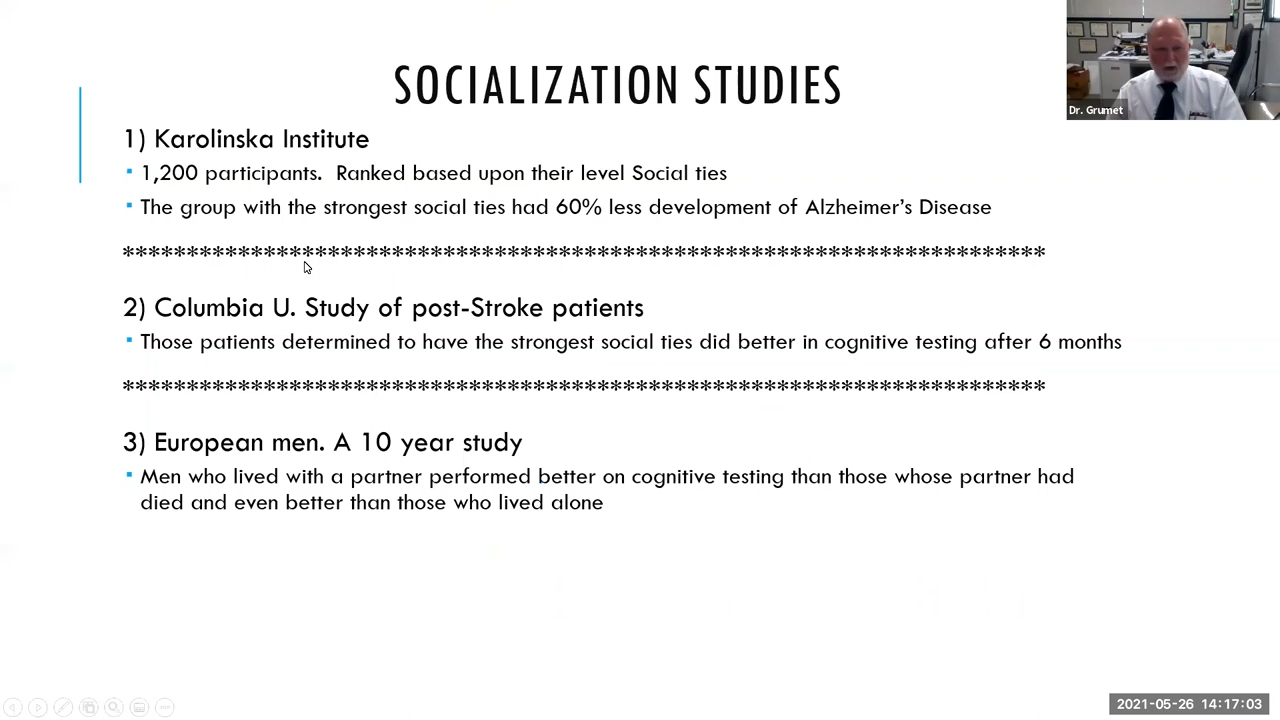 SOCIALIZATION STUDIES
Dr. Grumet
1) Karolinska Institute
▪ 1,200 participants.  Ranked based upon their level Social ties
▪ The group with the strongest social ties had 60% less development of Alzheimer’s Disease
************************************************************************
2) Columbia U. Study of post-Stroke patients
▪ Those patients determined to have the strongest social ties did better in cognitive testing after 6 months
************************************************************************
3) European men. A 10 year study
▪ Men who lived with a partner performed better on cognitive testing than those whose partner had
died and even better than those who lived alone
2021-05-26 14:17:03